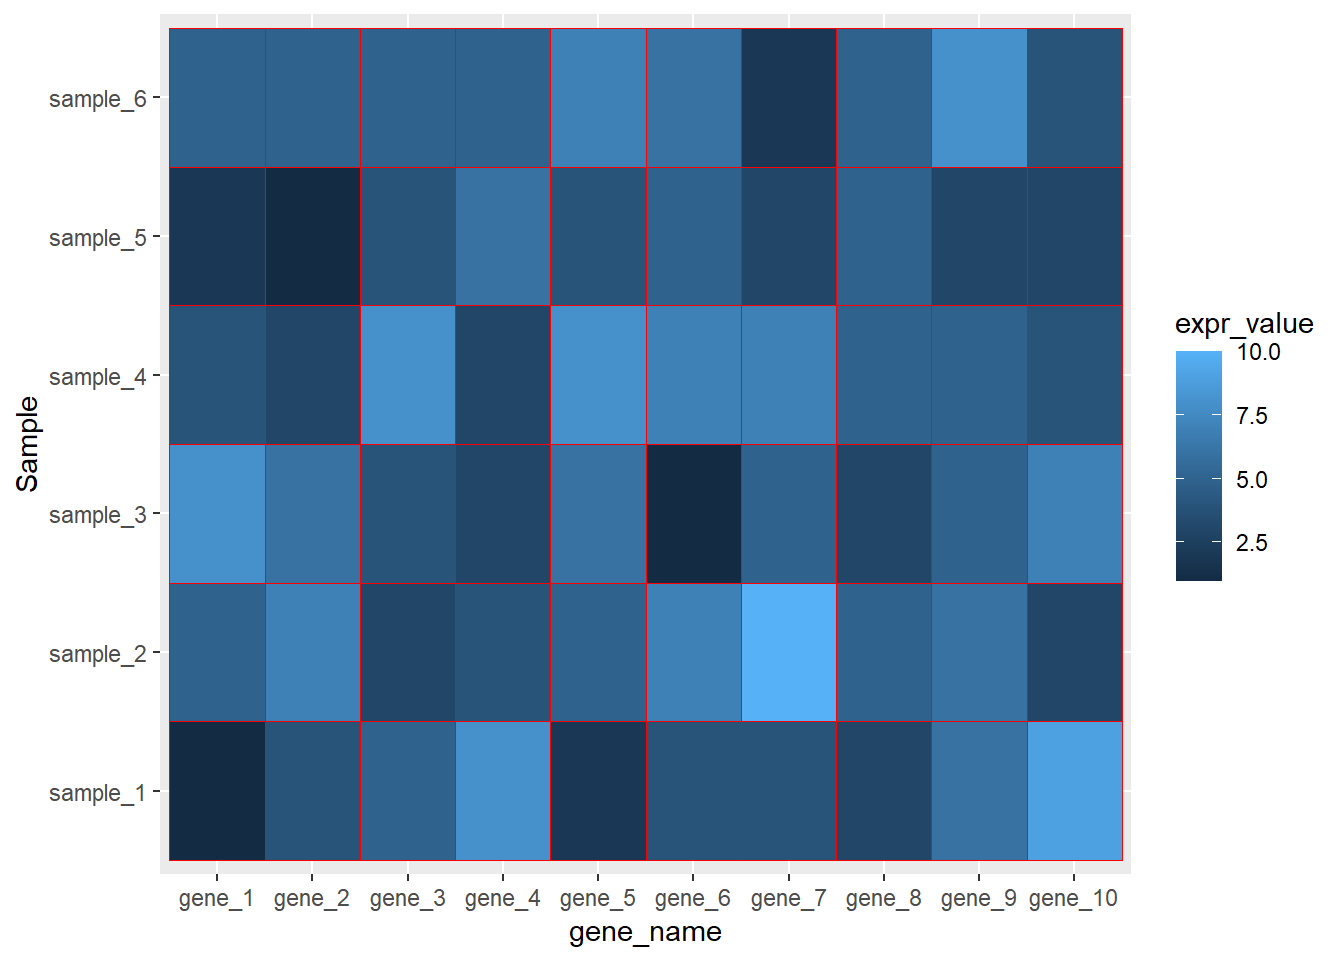 sample_6
sample_5
sample_4
sample_3
sample_2
sample_1
Sample
gene_1 gene_2 gene_3 gene_4 gene_5 gene_6 gene_7 gene_8 gene_9 gene_10
gene_name
expr_value
10.0
7.5
5.0
2.5